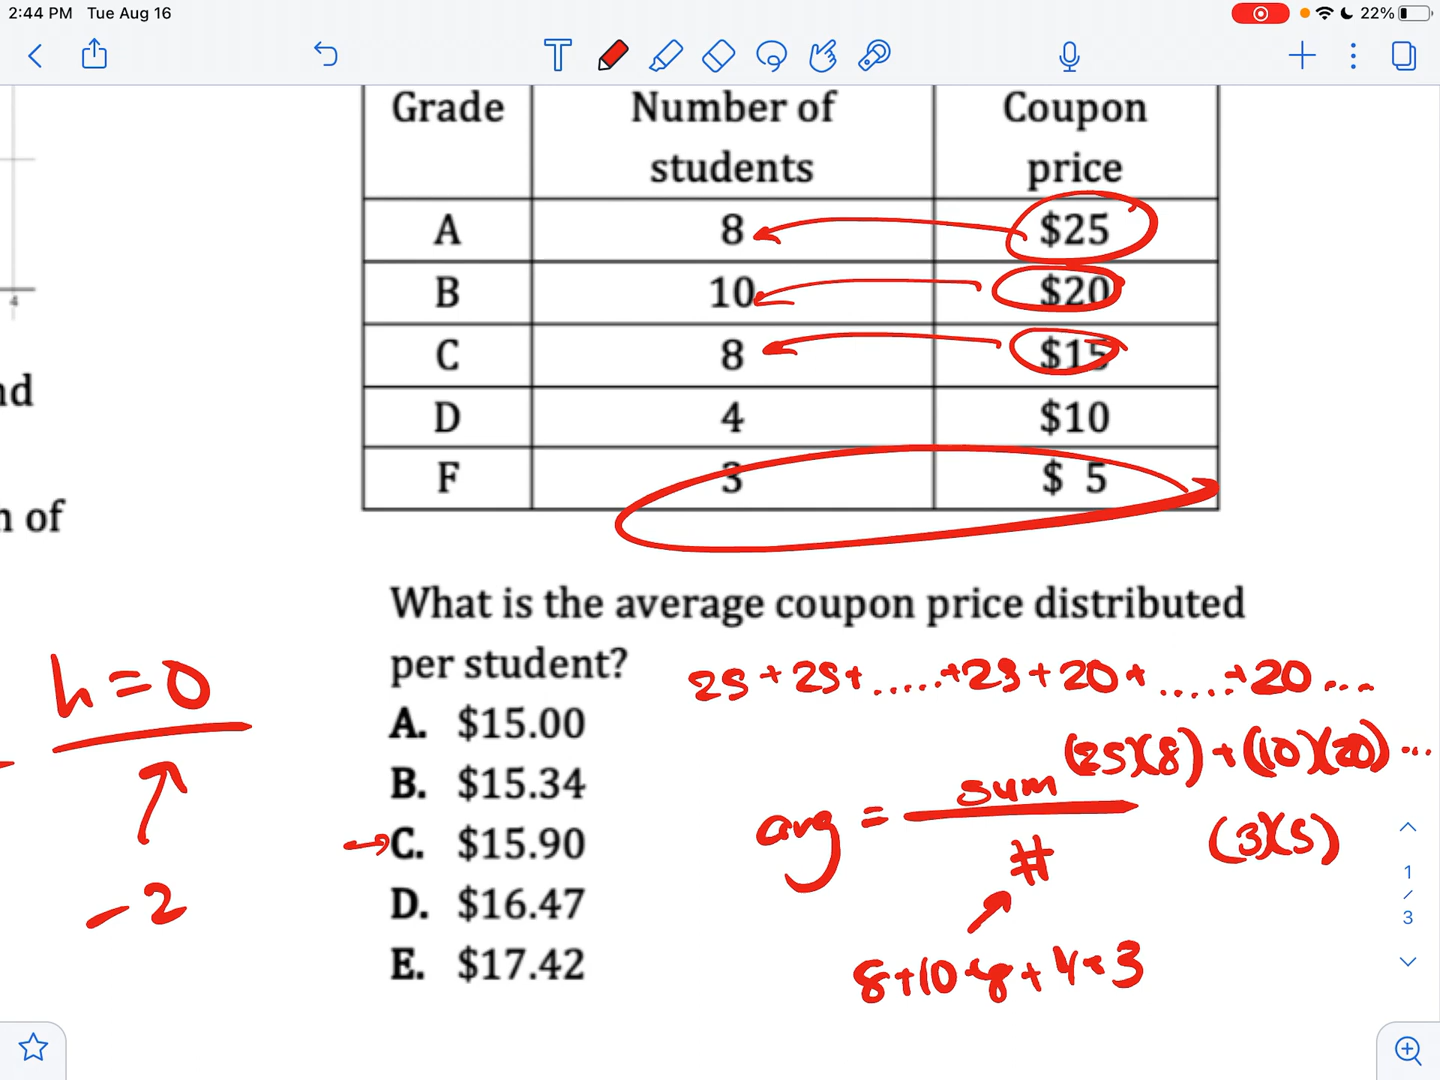 2:44 PM Tue Aug 16
22%
Grade Number of students Coupon price
A 8 $25
B 10 $20
C 8 $15
D 4 $10
F 3 $ 5
4
nd
of
What is the average coupon price distributed
per student?
25+25+.....+25+20+.....+20...
h=0
A. $15.00
(25)(8)+(10)(20)...
B. $15.34
avg = sum
#
C. $15.90
(3)(5)
-2
D. $16.47
E. $17.42
8+10+8+4+3
1
/
3